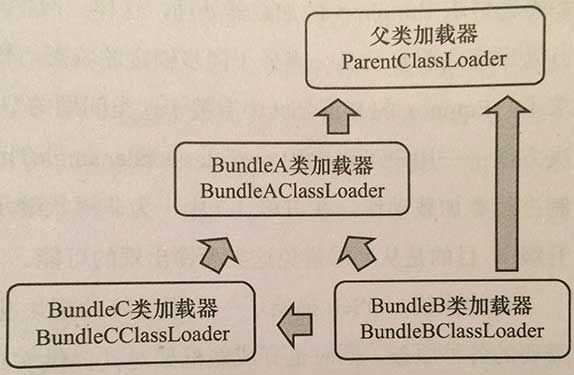 父类加载器
ParentClassLoader
BundleA类加载器
BundleAClassLoader
BundleC类加载器
BundleCClassLoader
BundleB类加载器
BundleBClassLoader